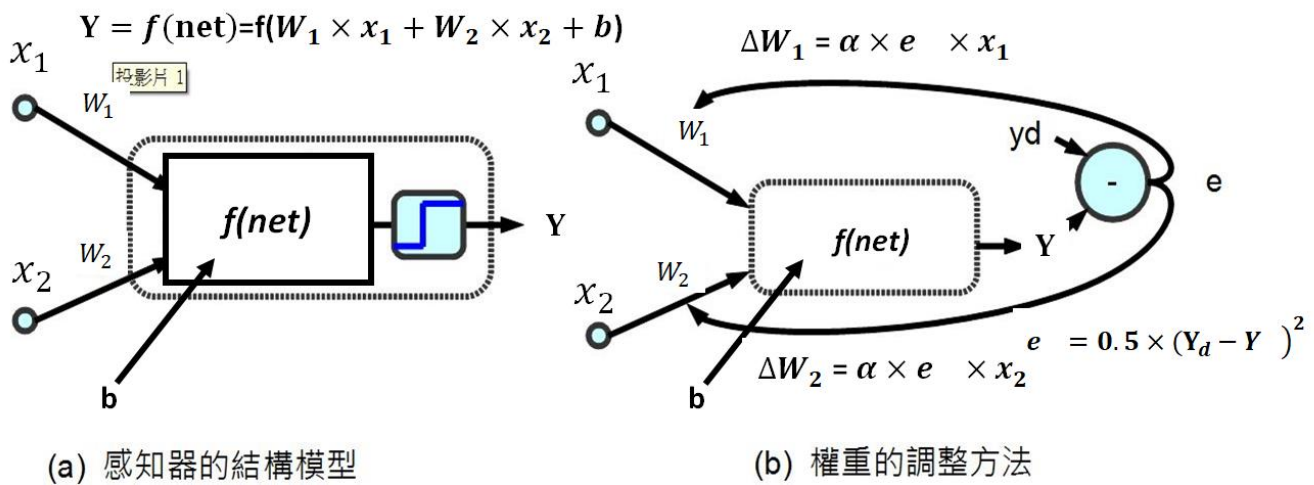 Y = f(net)=f(W₁ × x₁ + W₂ × x₂ + b)
x₁
投影片 1
W₁
f(net)
Y
W₂
x₂
b
(a) 感知器的結構模型
ΔW₁ = α × e × x₁
x₁
W₁
yd
-
e
f(net)
Y
W₂
x₂
e = 0.5 × (Y_d − Y )²
ΔW₂ = α × e × x₂
b
(b) 權重的調整方法